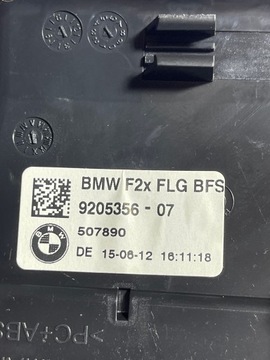 BMW F2x FLG BFS
9205356 - 07
507890
DE 15-06-12 16:11:18
>PC+ABS